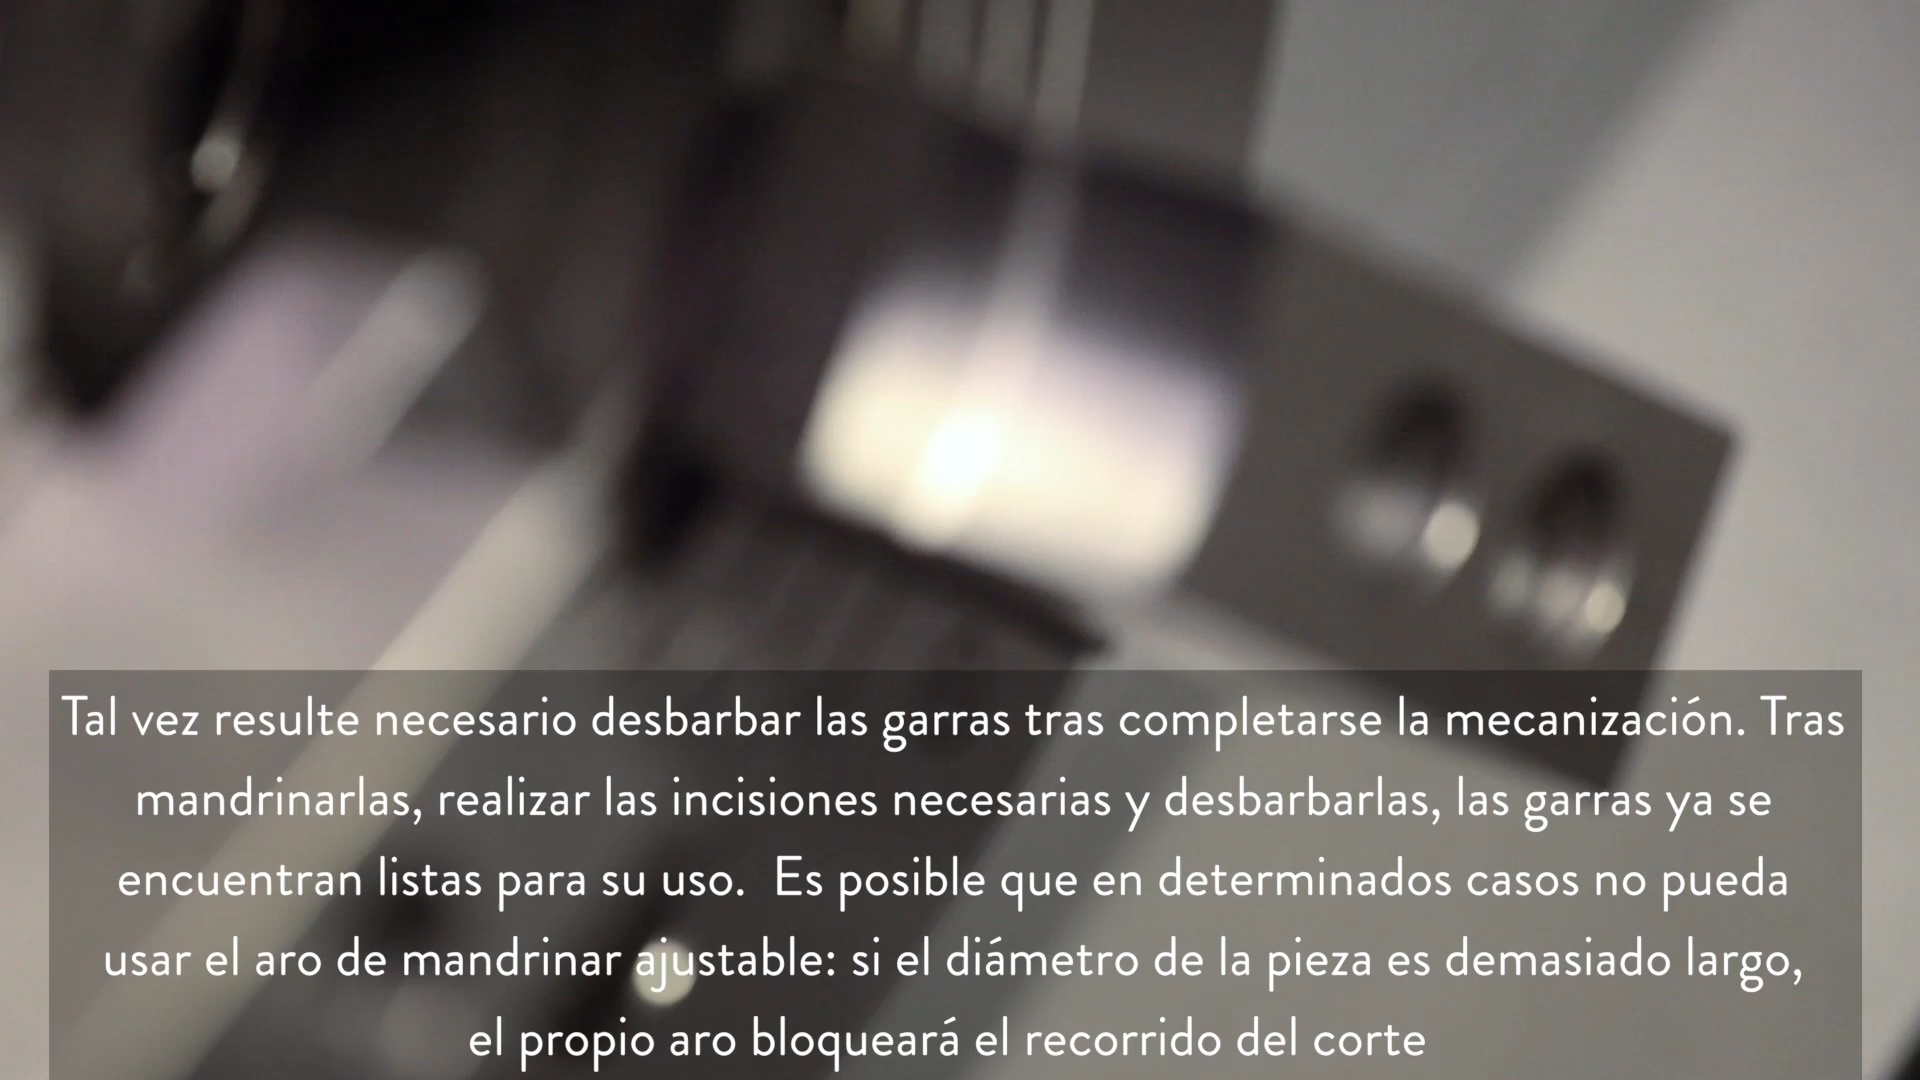 Tal vez resulte necesario desbarbar las garras tras completarse la mecanización. Tras
mandrinarlas, realizar las incisiones necesarias y desbarbarlas, las garras ya se
encuentran listas para su uso.  Es posible que en determinados casos no pueda
usar el aro de mandrinar ajustable: si el diámetro de la pieza es demasiado largo,
el propio aro bloqueará el recorrido del corte